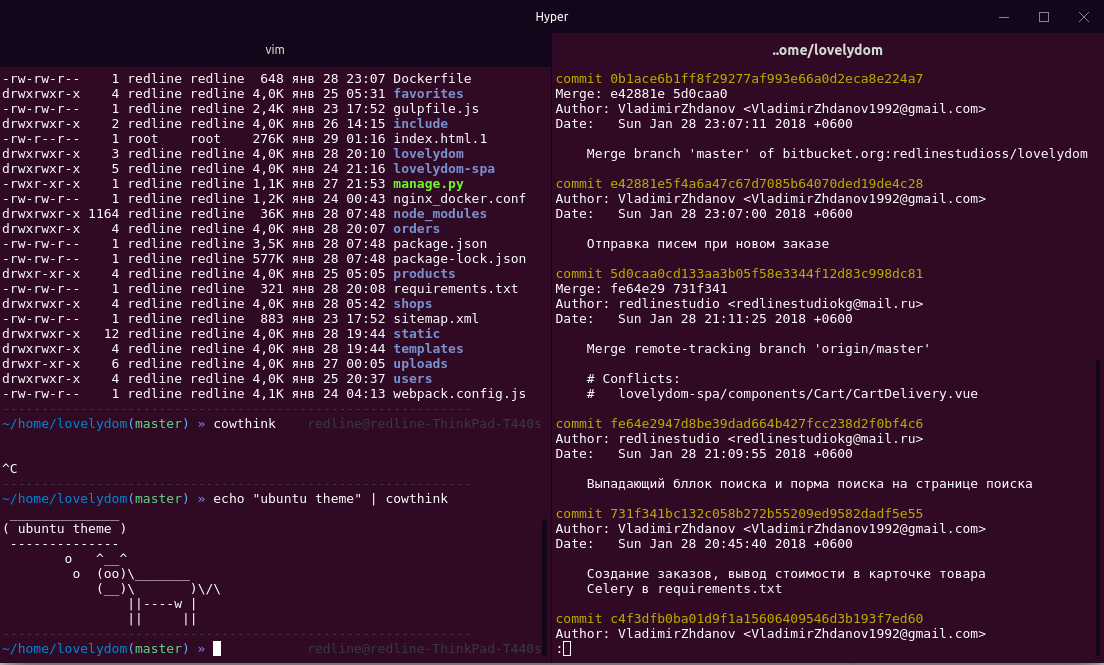 Hyper
vim
-rw-rw-r--    1 redline redline  648 янв 28 23:07 Dockerfile
drwxrwxr-x    4 redline redline 4,0K янв 25 05:31 favorites
-rw-rw-r--    1 redline redline 2,4K янв 23 17:52 gulpfile.js
drwxrwxr-x    2 redline redline 4,0K янв 26 14:15 include
-rw-r--r--    1 root    root    276K янв 29 01:16 index.html.1
drwxrwxr-x    3 redline redline 4,0K янв 28 20:10 lovelydom
drwxrwxr-x    5 redline redline 4,0K янв 24 21:16 lovelydom-spa
-rwxr-xr-x    1 redline redline 1,1K янв 27 21:53 manage.py
-rw-rw-r--    1 redline redline 1,2K янв 24 00:43 nginx_docker.conf
drwxrwxr-x 1164 redline redline  36K янв 28 07:48 node_modules
drwxrwxr-x    4 redline redline 4,0K янв 28 20:07 orders
-rw-rw-r--    1 redline redline 3,5K янв 28 07:48 package.json
-rw-rw-r--    1 redline redline 577K янв 28 07:48 package-lock.json
drwxr-xr-x    4 redline redline 4,0K янв 25 05:05 products
-rw-rw-r--    1 redline redline  321 янв 28 20:08 requirements.txt
drwxrwxr-x    4 redline redline 4,0K янв 28 05:42 shops
-rw-rw-r--    1 redline redline  883 янв 23 17:52 sitemap.xml
drwxrwxr-x   12 redline redline 4,0K янв 28 19:44 static
drwxrwxr-x    4 redline redline 4,0K янв 28 19:44 templates
drwxr-xr-x    6 redline redline 4,0K янв 27 00:05 uploads
drwxrwxr-x    4 redline redline 4,0K янв 25 20:37 users
-rw-rw-r--    1 redline redline 4,1K янв 24 04:13 webpack.config.js
------------------------------------------------------------
~/home/lovelydom(master) » cowthink    redline@redline-ThinkPad-T440s
^C
------------------------------------------------------------
~/home/lovelydom(master) » echo "ubuntu theme" | cowthink
 ______________
( ubuntu theme )
 --------------
        o   ^__^
         o  (oo)\_______
            (__)\       )\/\
                ||----w |
                ||     ||
------------------------------------------------------------
~/home/lovelydom(master) »    redline@redline-ThinkPad-T440s
..ome/lovelydom
commit 0b1ace6b1ff8f29277af993e66a0d2eca8e224a7
Merge: e42881e 5d0caa0
Author: VladimirZhdanov <VladimirZhdanov1992@gmail.com>
Date:   Sun Jan 28 23:07:11 2018 +0600
    Merge branch 'master' of bitbucket.org:redlinestudioss/lovelydom
commit e42881e5f4a6a47c67d7085b64070ded19de4c28
Author: VladimirZhdanov <VladimirZhdanov1992@gmail.com>
Date:   Sun Jan 28 23:07:00 2018 +0600
    Отправка писем при новом заказе
commit 5d0caa0cd133aa3b05f58e3344f12d83c998dc81
Merge: fe64e29 731f341
Author: redlinestudio <redlinestudiokg@mail.ru>
Date:   Sun Jan 28 21:11:25 2018 +0600
    Merge remote-tracking branch 'origin/master'
    # Conflicts:
    #   lovelydom-spa/components/Cart/CartDelivery.vue
commit fe64e2947d8be39dad664b427fcc238d2f0bf4c6
Author: redlinestudio <redlinestudiokg@mail.ru>
Date:   Sun Jan 28 21:09:55 2018 +0600
    Выпадающий бллок поиска и порма поиска на странице поиска
commit 731f341bc132c058b272b55209ed9582dadf5e55
Author: VladimirZhdanov <VladimirZhdanov1992@gmail.com>
Date:   Sun Jan 28 20:45:40 2018 +0600
    Создание заказов, вывод стоимости в карточке товара
    Celery в requirements.txt
commit c4f3dfb0ba01d9f1a15606409546d3b193f7ed60
Author: VladimirZhdanov <VladimirZhdanov1992@gmail.com>
: